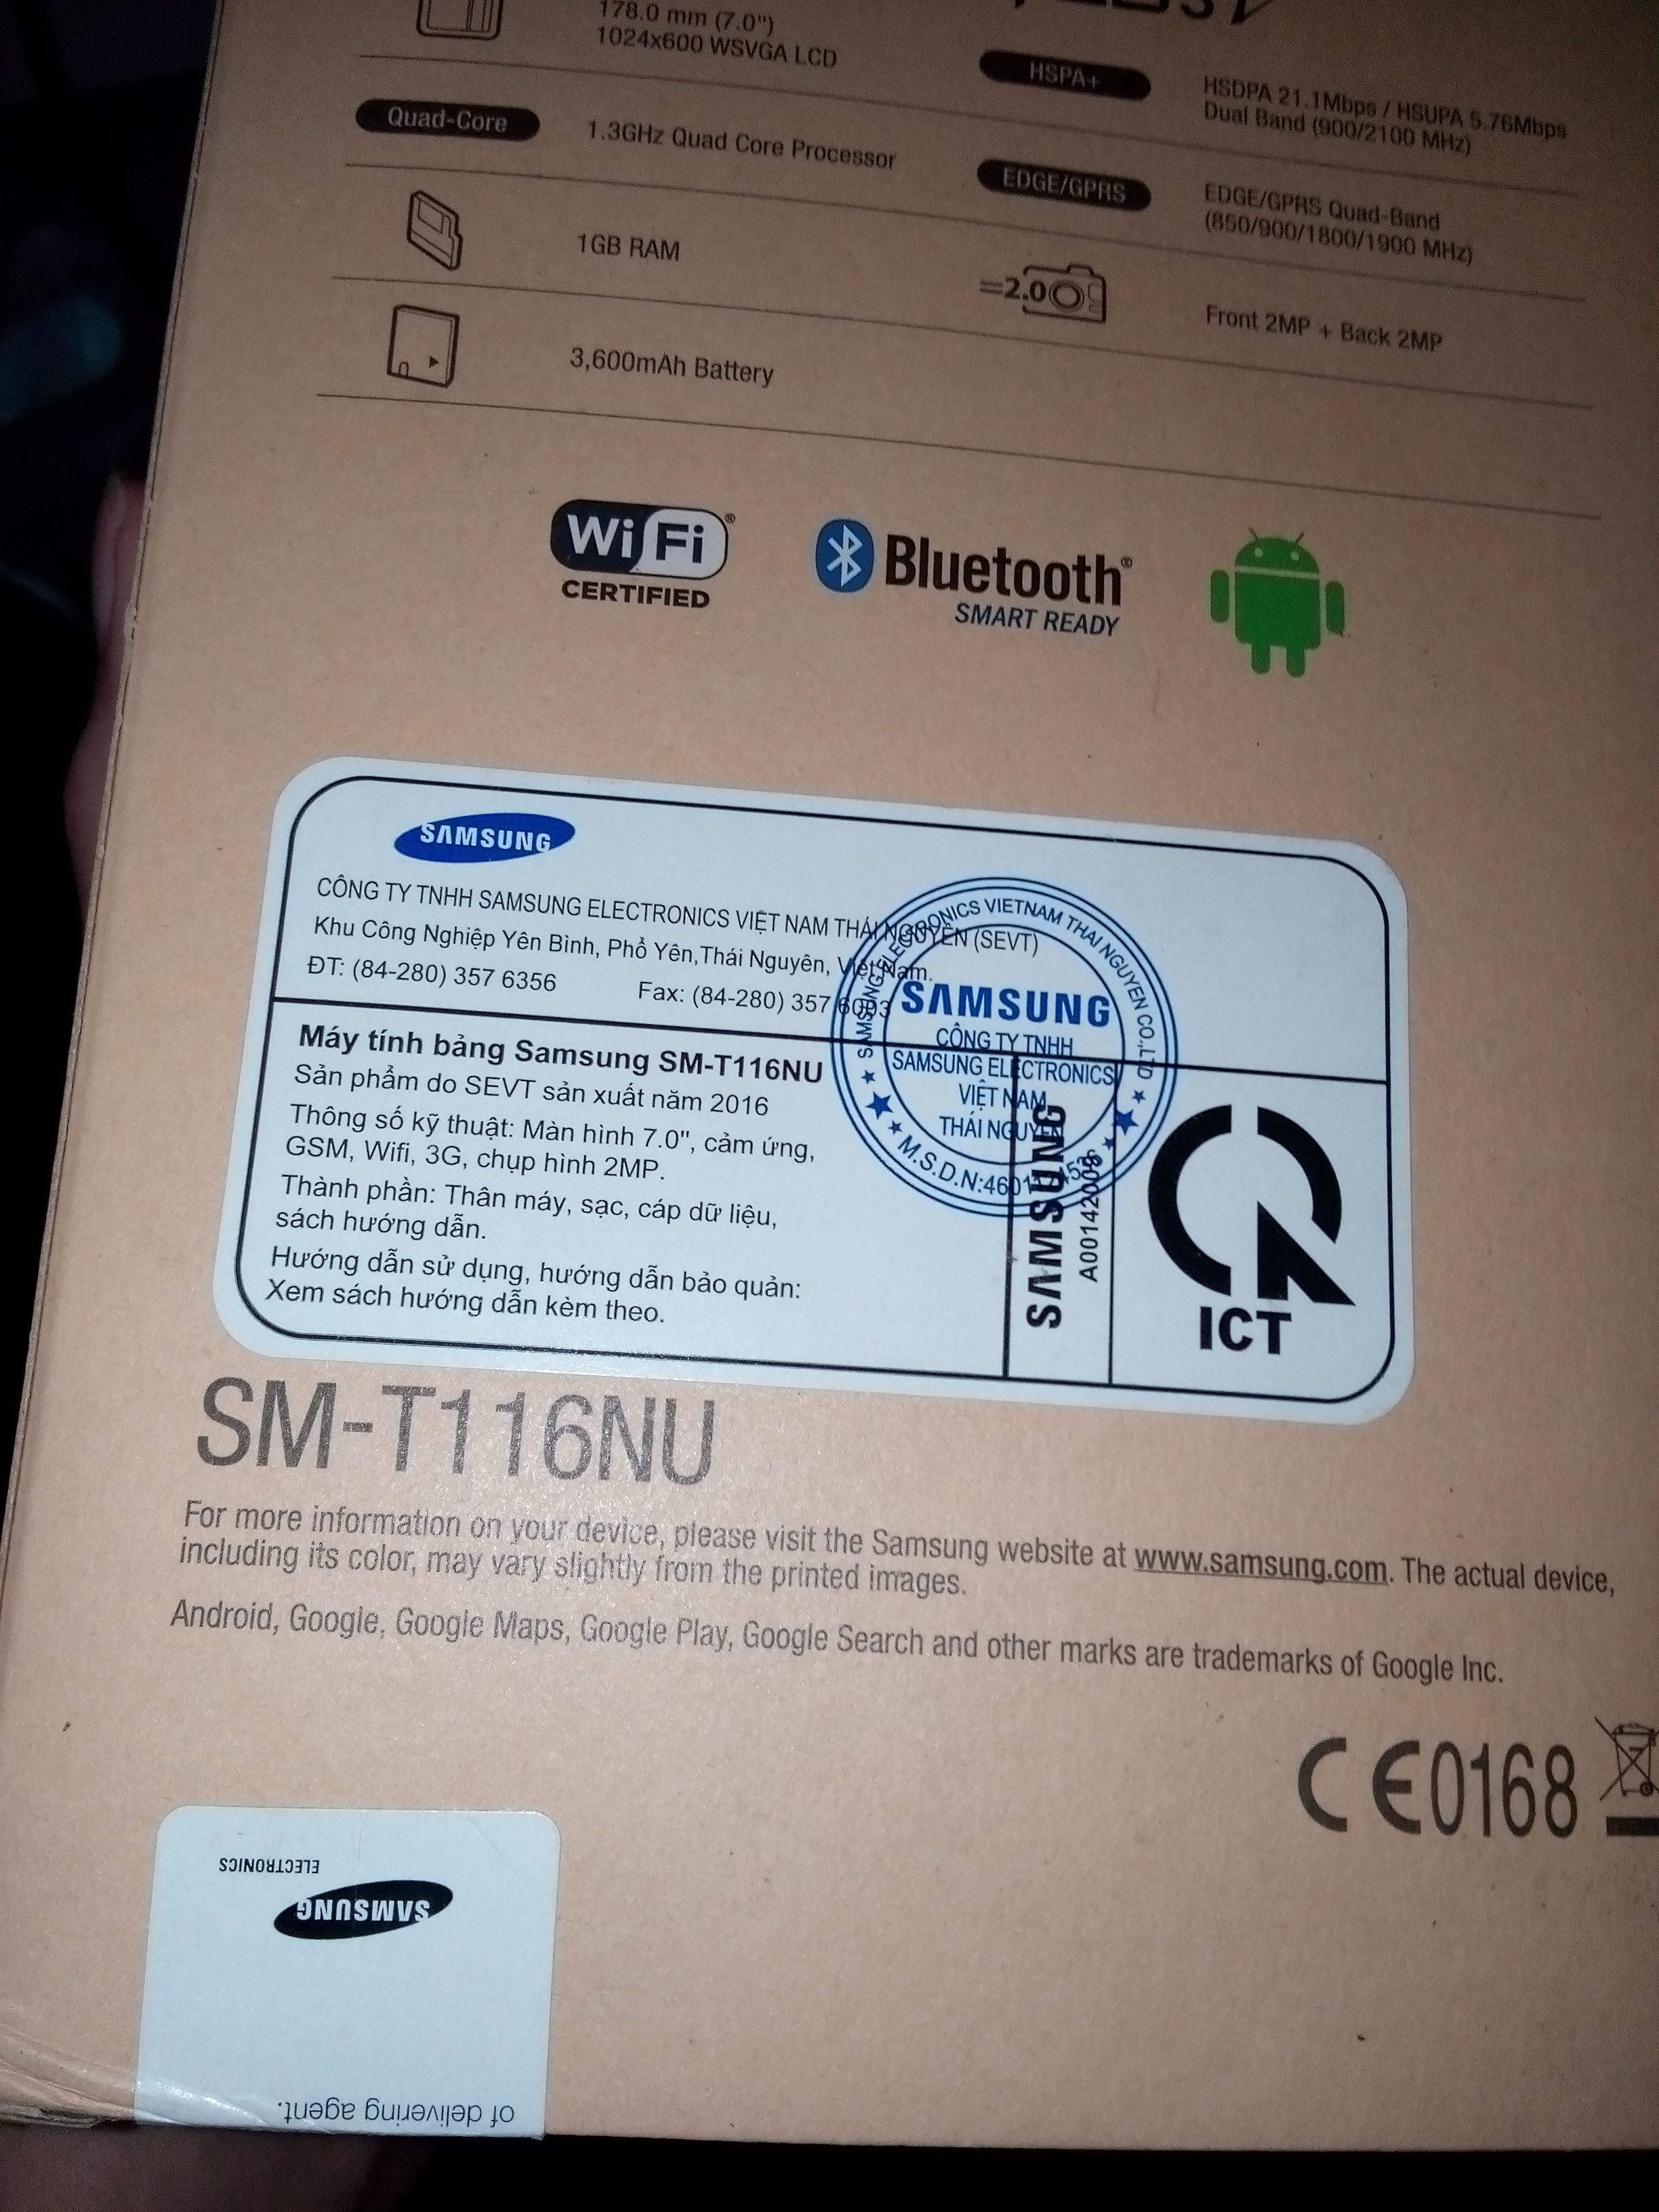 178.0 mm (7.0")
1024x600 WSVGA LCD
HSPA+
HSDPA 21.1Mbps / HSUPA 5.76Mbps
Dual Band (900/2100 MHz)
Quad-Core
1.3GHz Quad Core Processor
EDGE/GPRS
EDGE/GPRS Quad-Band
(850/900/1800/1900 MHz)
1GB RAM
=2.0
Front 2MP + Back 2MP
3,600mAh Battery
Wi Fi®
CERTIFIED
Bluetooth®
SMART READY
SAMSUNG
CÔNG TY TNHH SAMSUNG ELECTRONICS VIỆT NAM THÁI NGUYÊN (SEVT)
Khu Công Nghiệp Yên Bình, Phổ Yên,Thái Nguyên, Việt Nam.
ĐT: (84-280) 357 6356
Fax: (84-280) 357 6003
SAMSUNG ELECTRONICS VIETNAM THAI NGUYEN CO.,LTD
SAMSUNG
CÔNG TY TNHH
SAMSUNG ELECTRONICS
VIỆT NAM
THÁI NGUYÊN
Máy tính bảng Samsung SM-T116NU
Sản phẩm do SEVT sản xuất năm 2016
Thông số kỹ thuật: Màn hình 7.0", cảm ứng,
GSM, Wifi, 3G, chụp hình 2MP.
Thành phần: Thân máy, sạc, cáp dữ liệu,
sách hướng dẫn.
Hướng dẫn sử dụng, hướng dẫn bảo quản:
Xem sách hướng dẫn kèm theo.
SAMSUNG
ICT
SM-T116NU
For more information on your device, please visit the Samsung website at www.samsung.com. The actual device,
including its color, may vary slightly from the printed images.
Android, Google, Google Maps, Google Play, Google Search and other marks are trademarks of Google Inc.
CE0168
of delivering agent.
SAMSUNG
ELECTRONICS